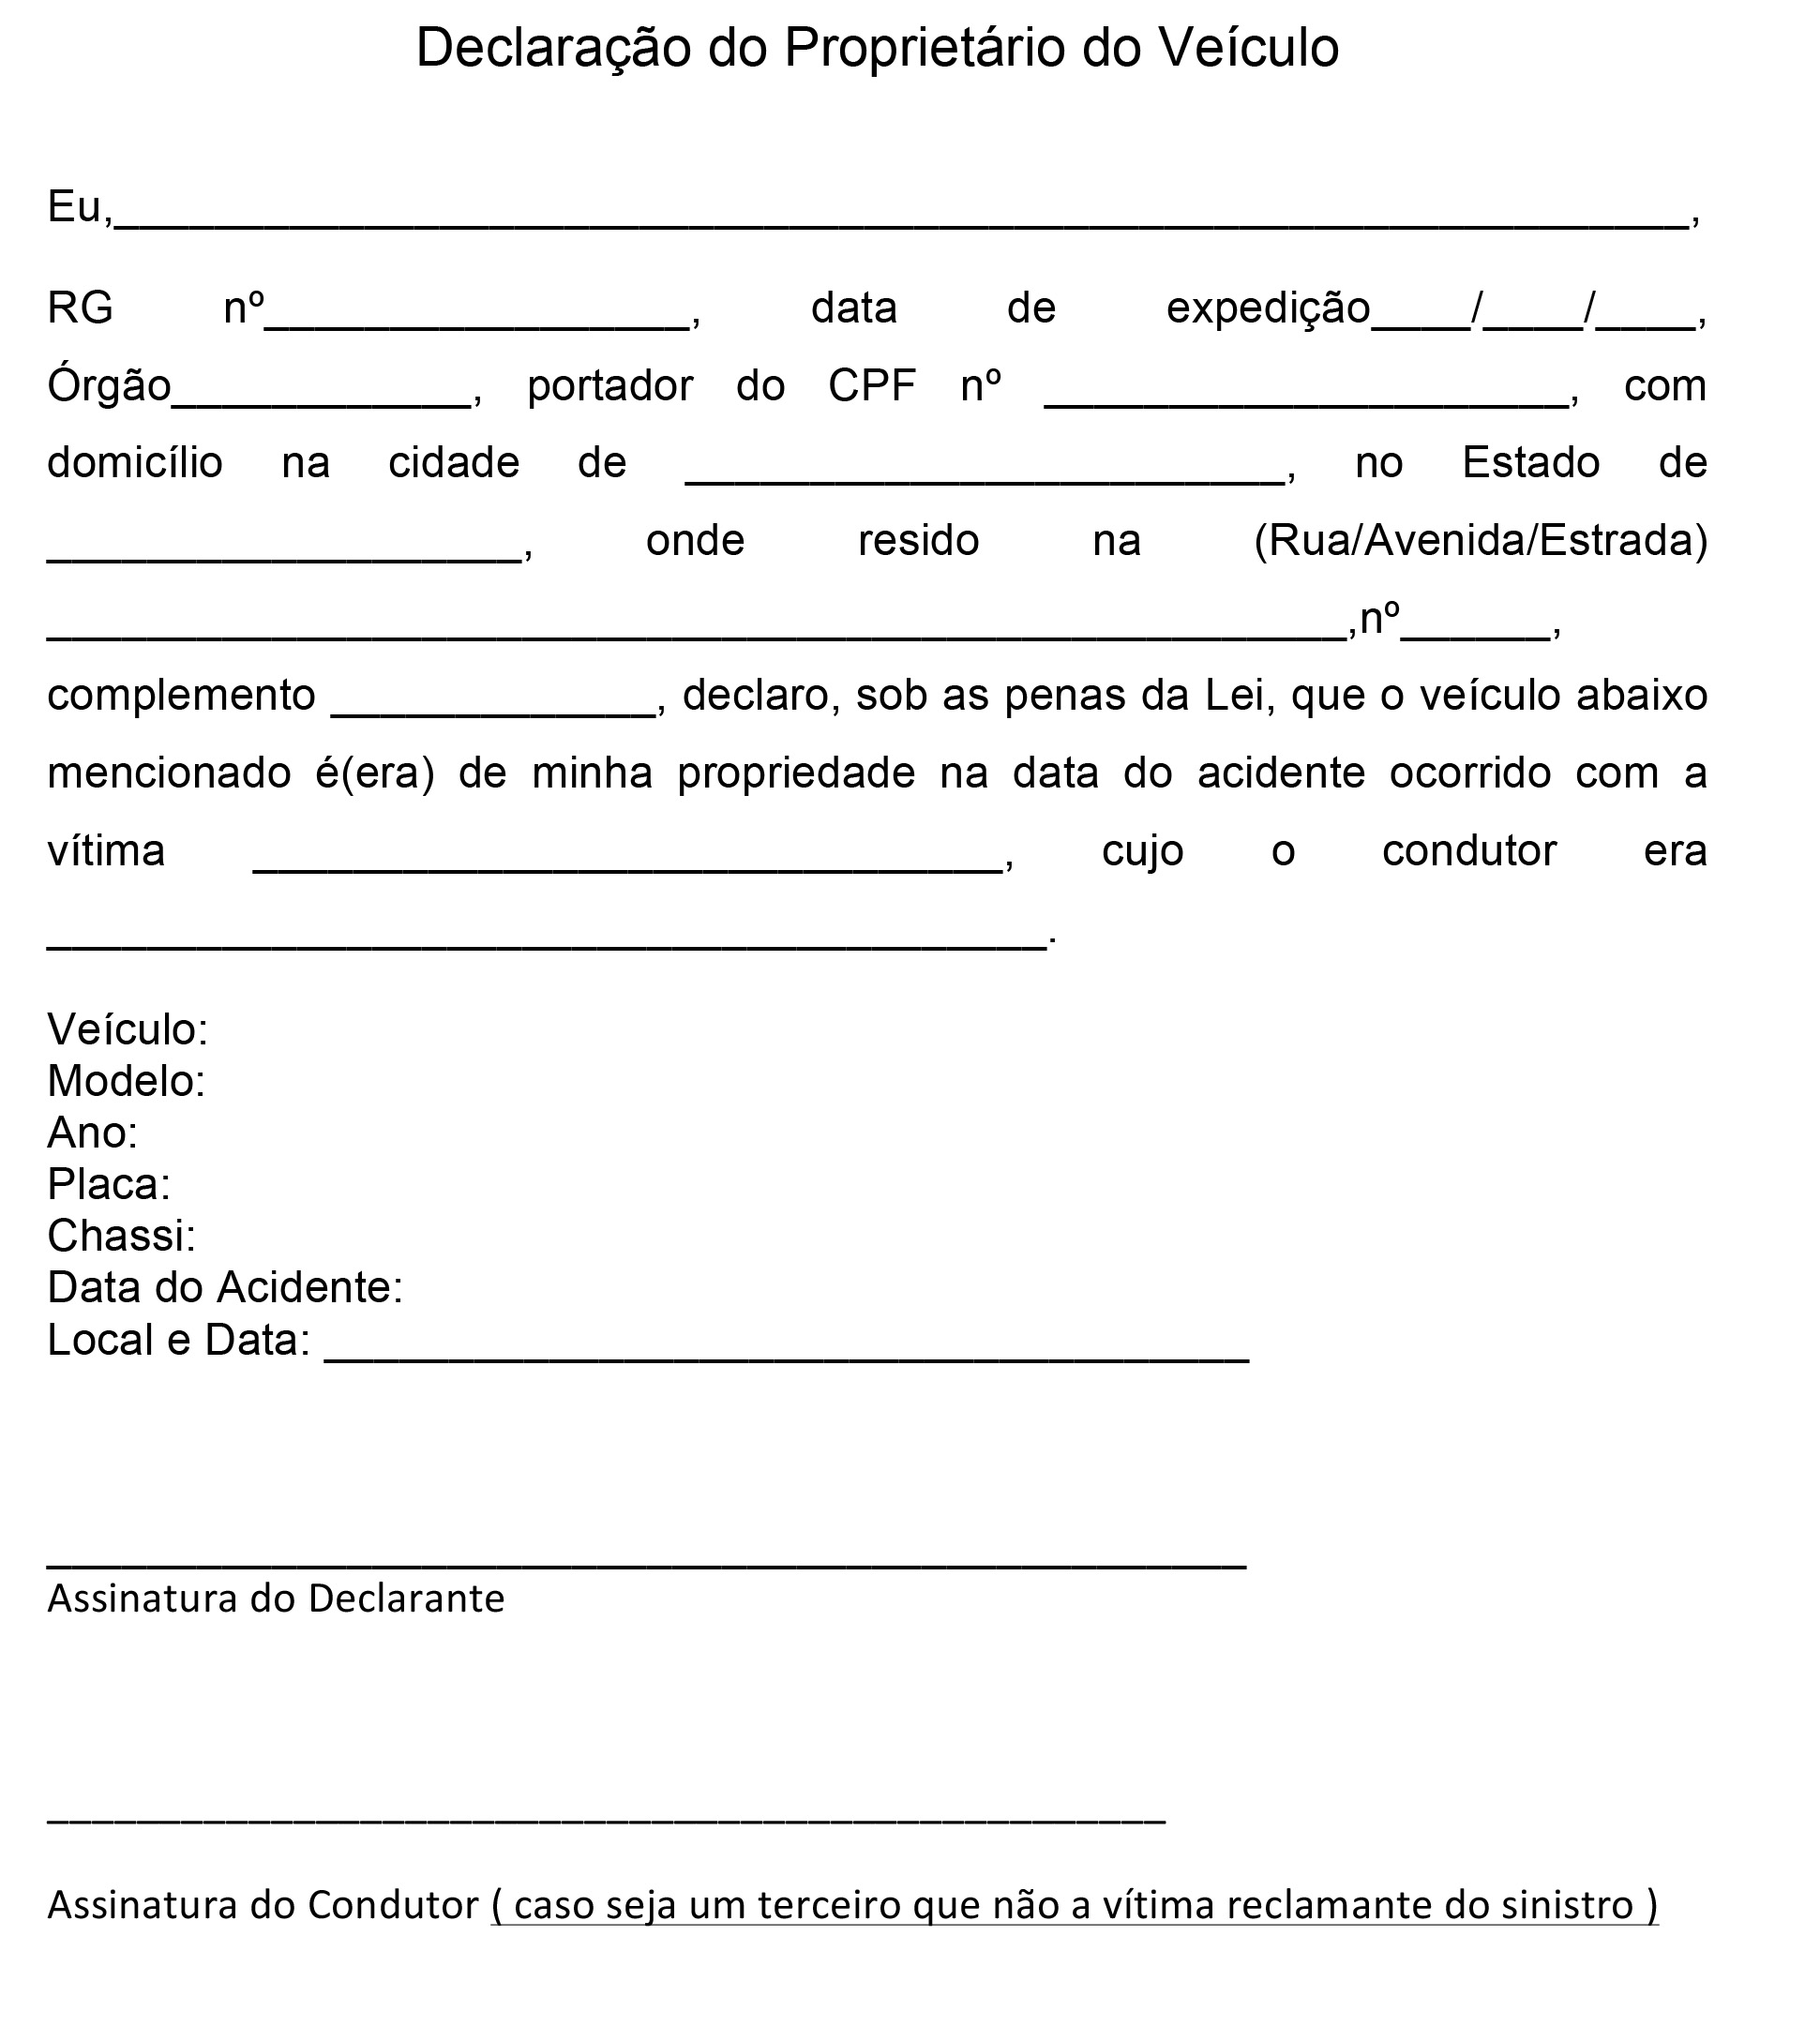 Declaração do Proprietário do Veículo
Eu,_______________________________________________________________,
RG nº_________________, data de expedição____/____/____,
Órgão____________, portador do CPF nº _____________________, com
domicílio na cidade de ________________________, no Estado de
___________________, onde resido na (Rua/Avenida/Estrada)
____________________________________________________,nº______,
complemento _____________, declaro, sob as penas da Lei, que o veículo abaixo
mencionado é(era) de minha propriedade na data do acidente ocorrido com a
vítima ______________________________, cujo o condutor era
________________________________________.
Veículo:
Modelo:
Ano:
Placa:
Chassi:
Data do Acidente:
Local e Data: _____________________________________
________________________________________________
Assinatura do Declarante
__________________________________________________
Assinatura do Condutor ( caso seja um terceiro que não a vítima reclamante do sinistro )